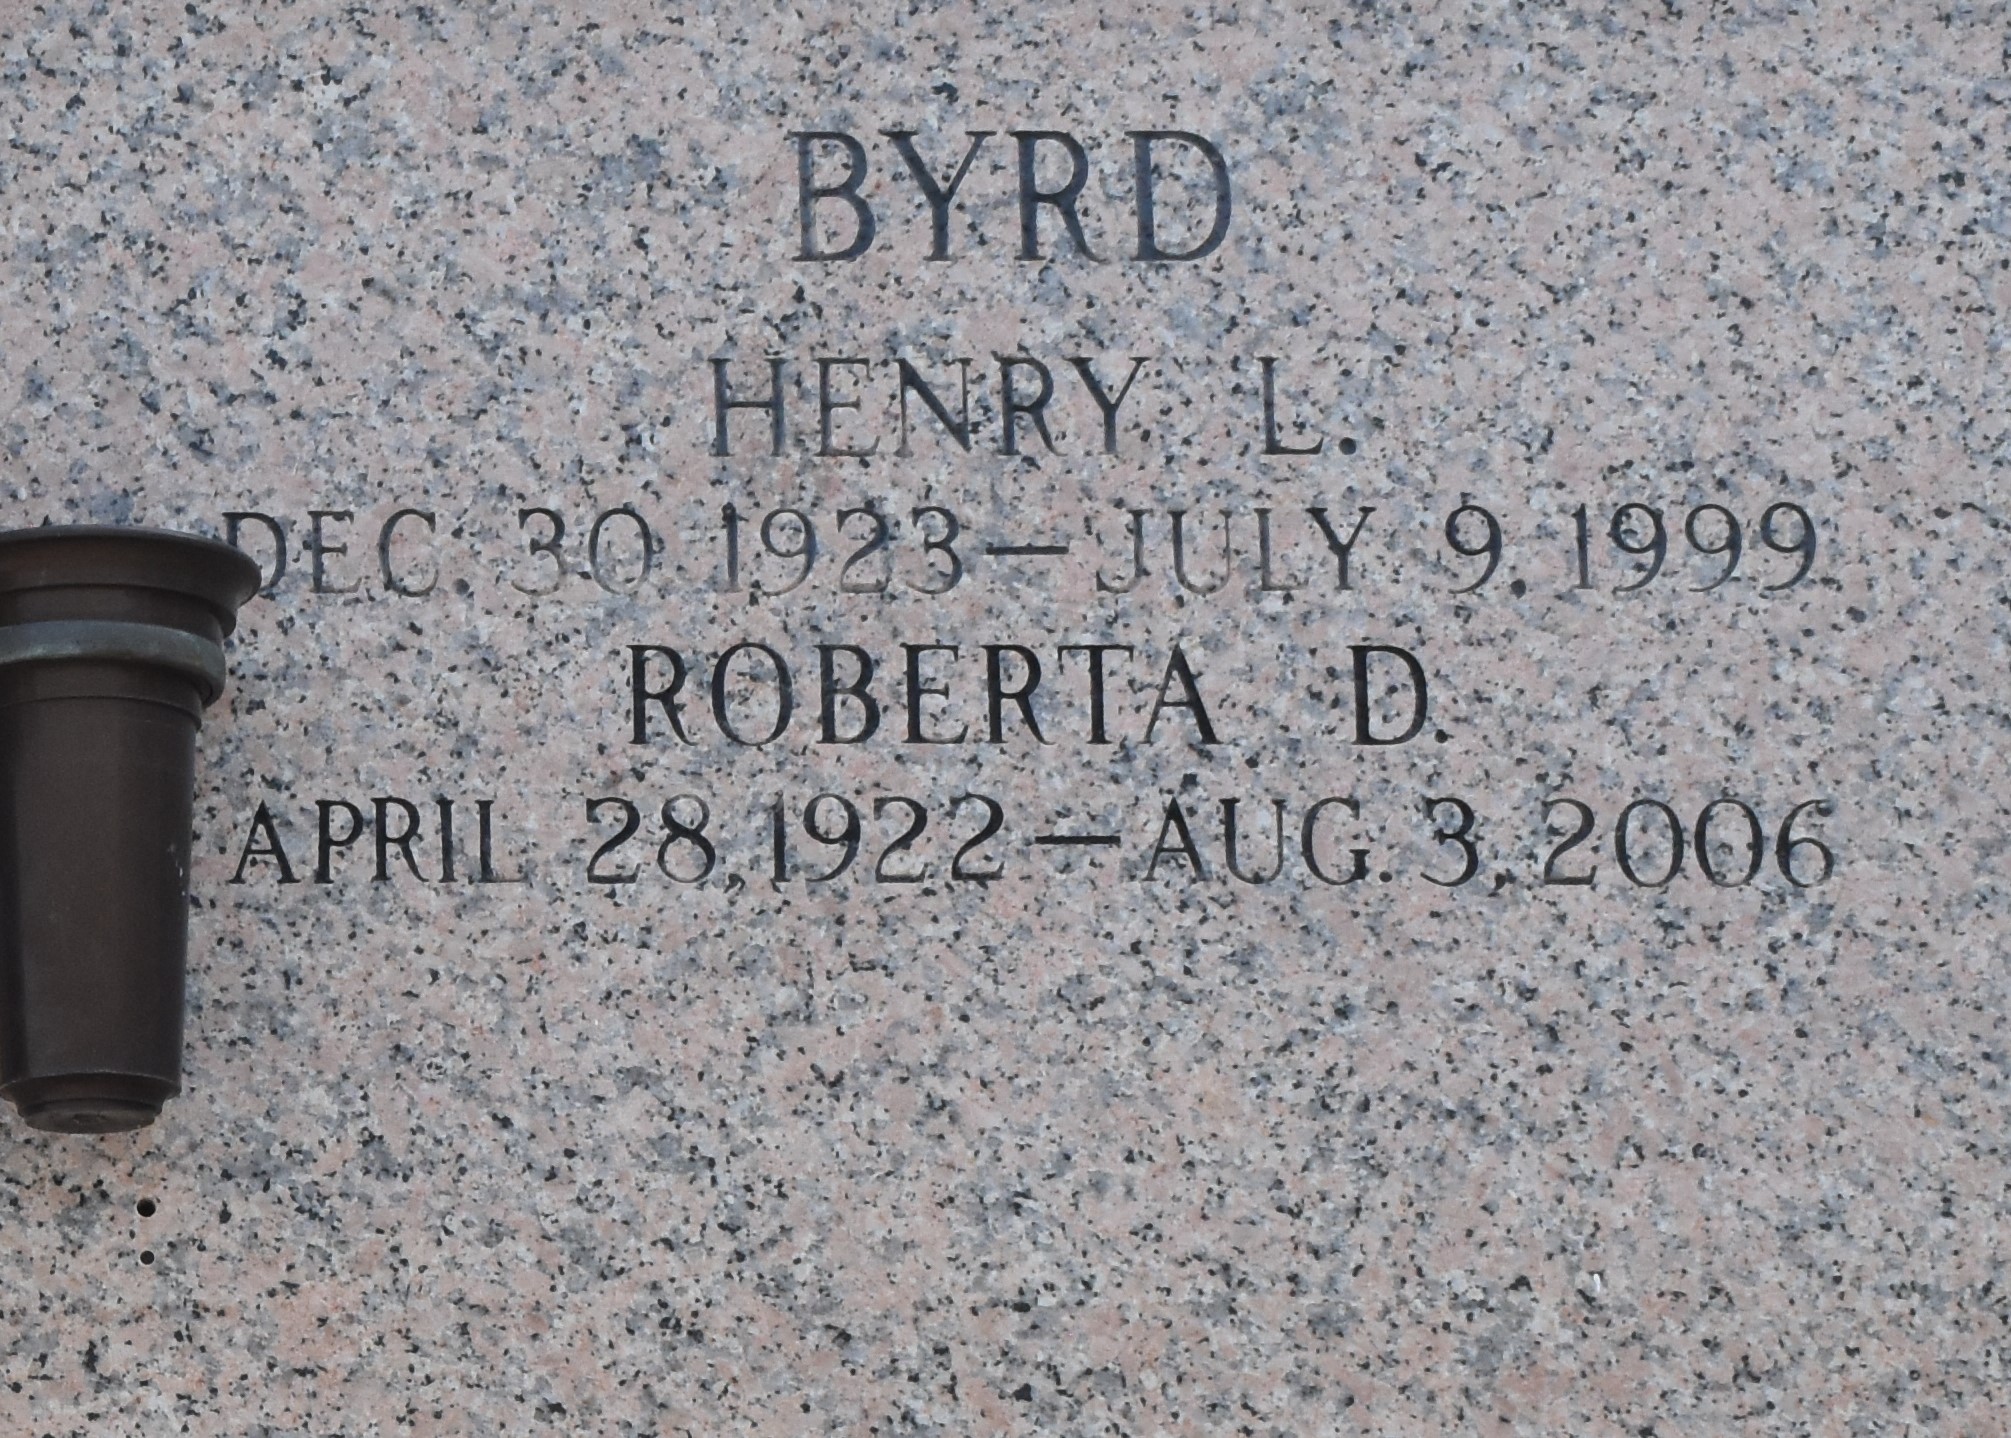 BYRD
HENRY L.
DEC. 30 1923 — JULY 9, 1999
ROBERTA D.
APRIL 28, 1922 — AUG. 3, 2006